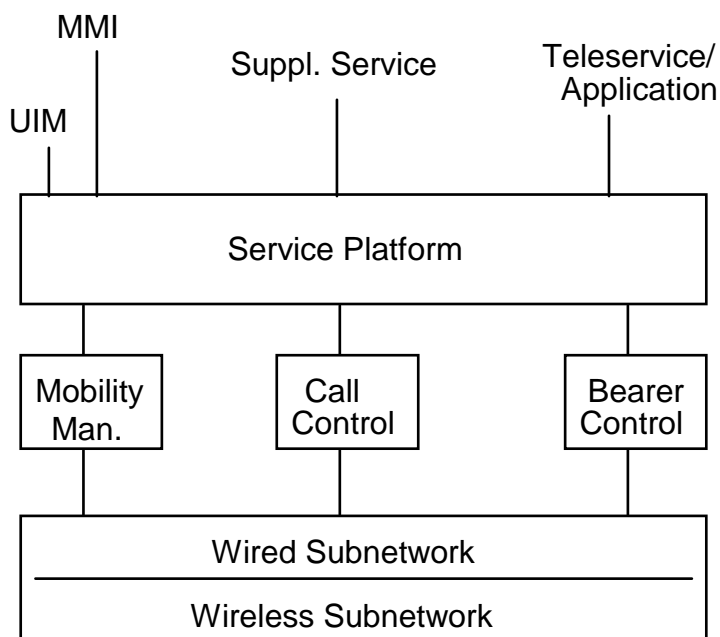 MMI
Suppl. Service
Teleservice/
Application
UIM
Service Platform
Mobility
Man.
Call
Control
Bearer
Control
Wired Subnetwork
Wireless Subnetwork